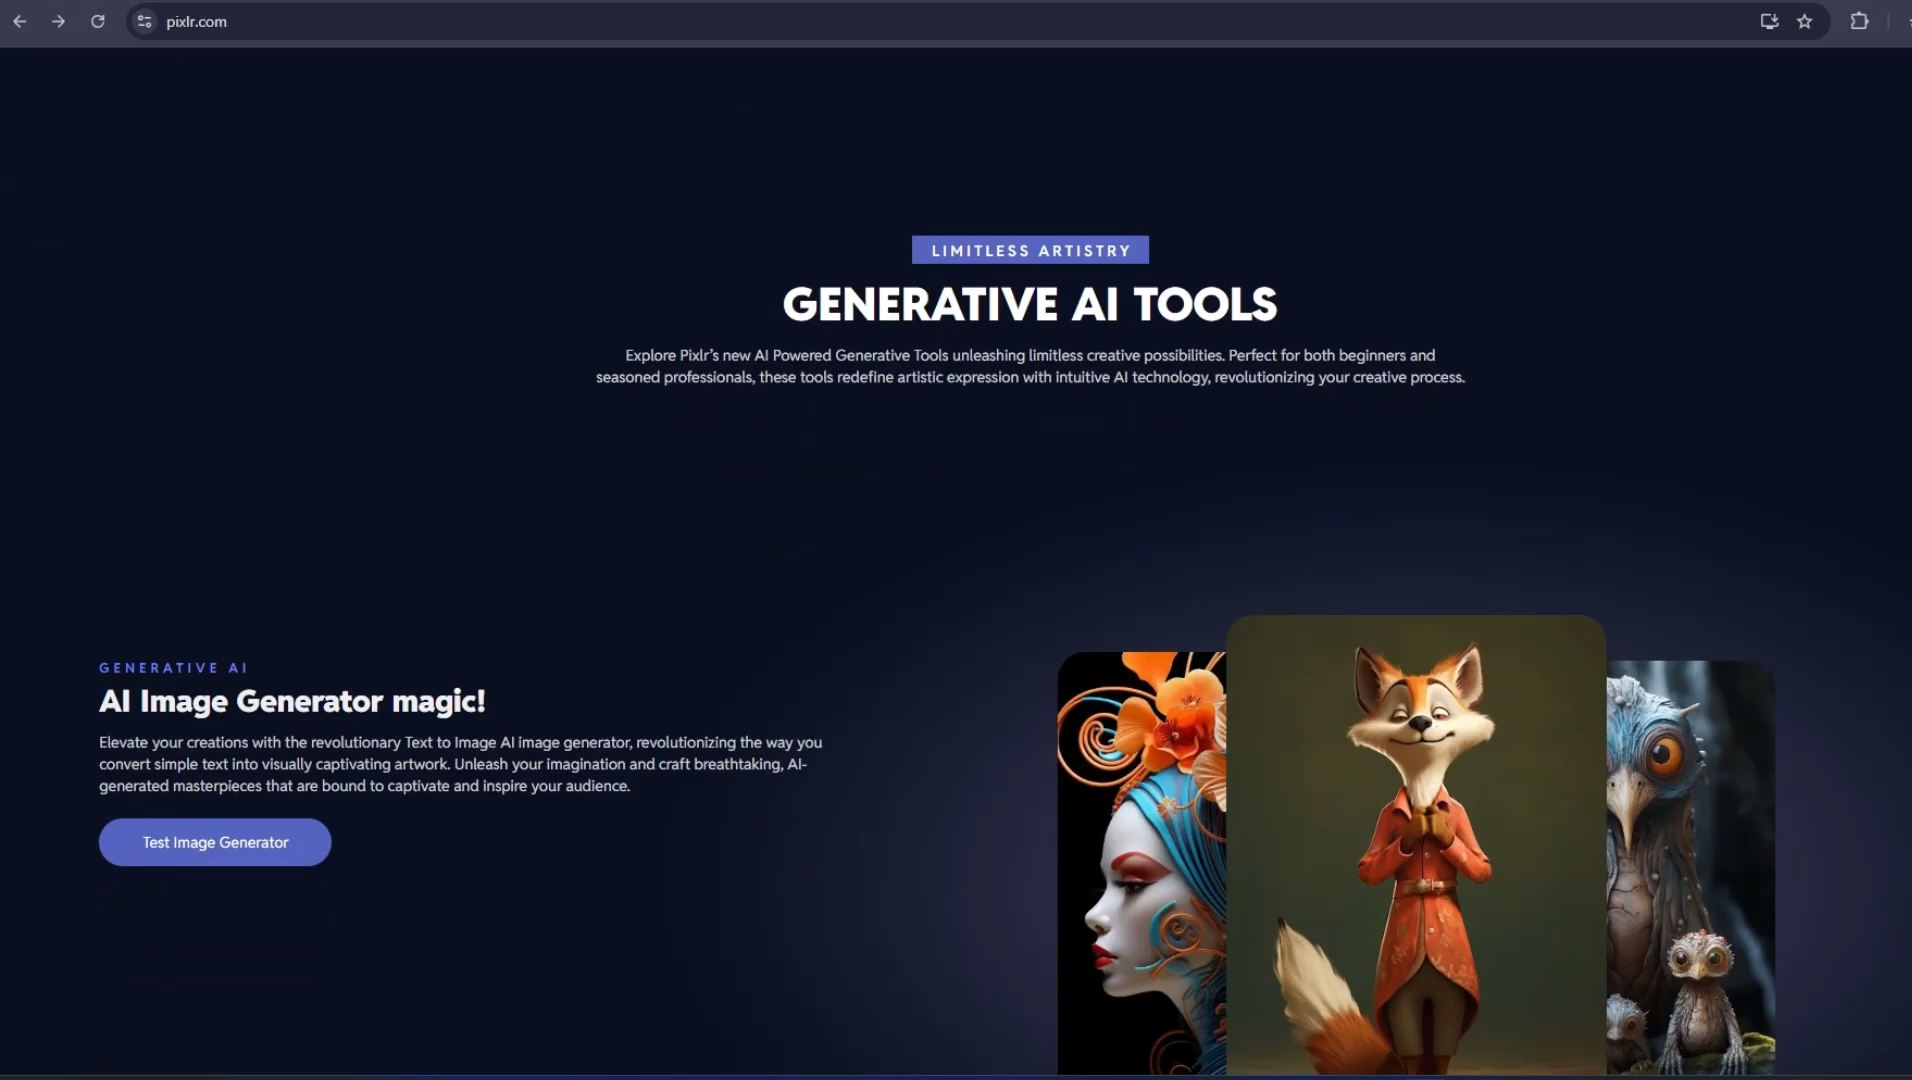 pixlr.com
LIMITLESS ARTISTRY
GENERATIVE AI TOOLS
Explore Pixlr’s new AI Powered Generative Tools unleashing limitless creative possibilities. Perfect for both beginners and
seasoned professionals, these tools redefine artistic expression with intuitive AI technology, revolutionizing your creative process.
GENERATIVE AI
AI Image Generator magic!
Elevate your creations with the revolutionary Text to Image AI image generator, revolutionizing the way you
convert simple text into visually captivating artwork. Unleash your imagination and craft breathtaking, AI-
generated masterpieces that are bound to captivate and inspire your audience.
Test Image Generator